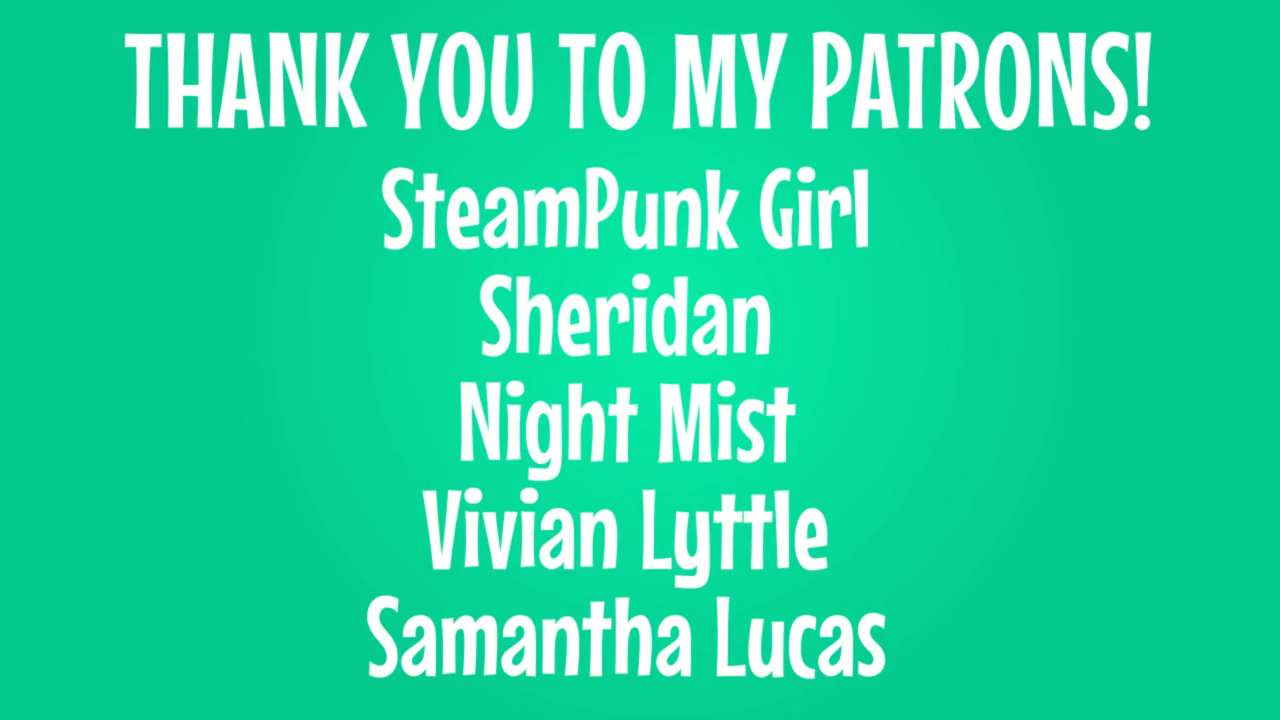 THANK YOU TO MY PATRONS!
SteamPunk Girl
Sheridan
Night Mist
Vivian Lyttle
Samantha Lucas